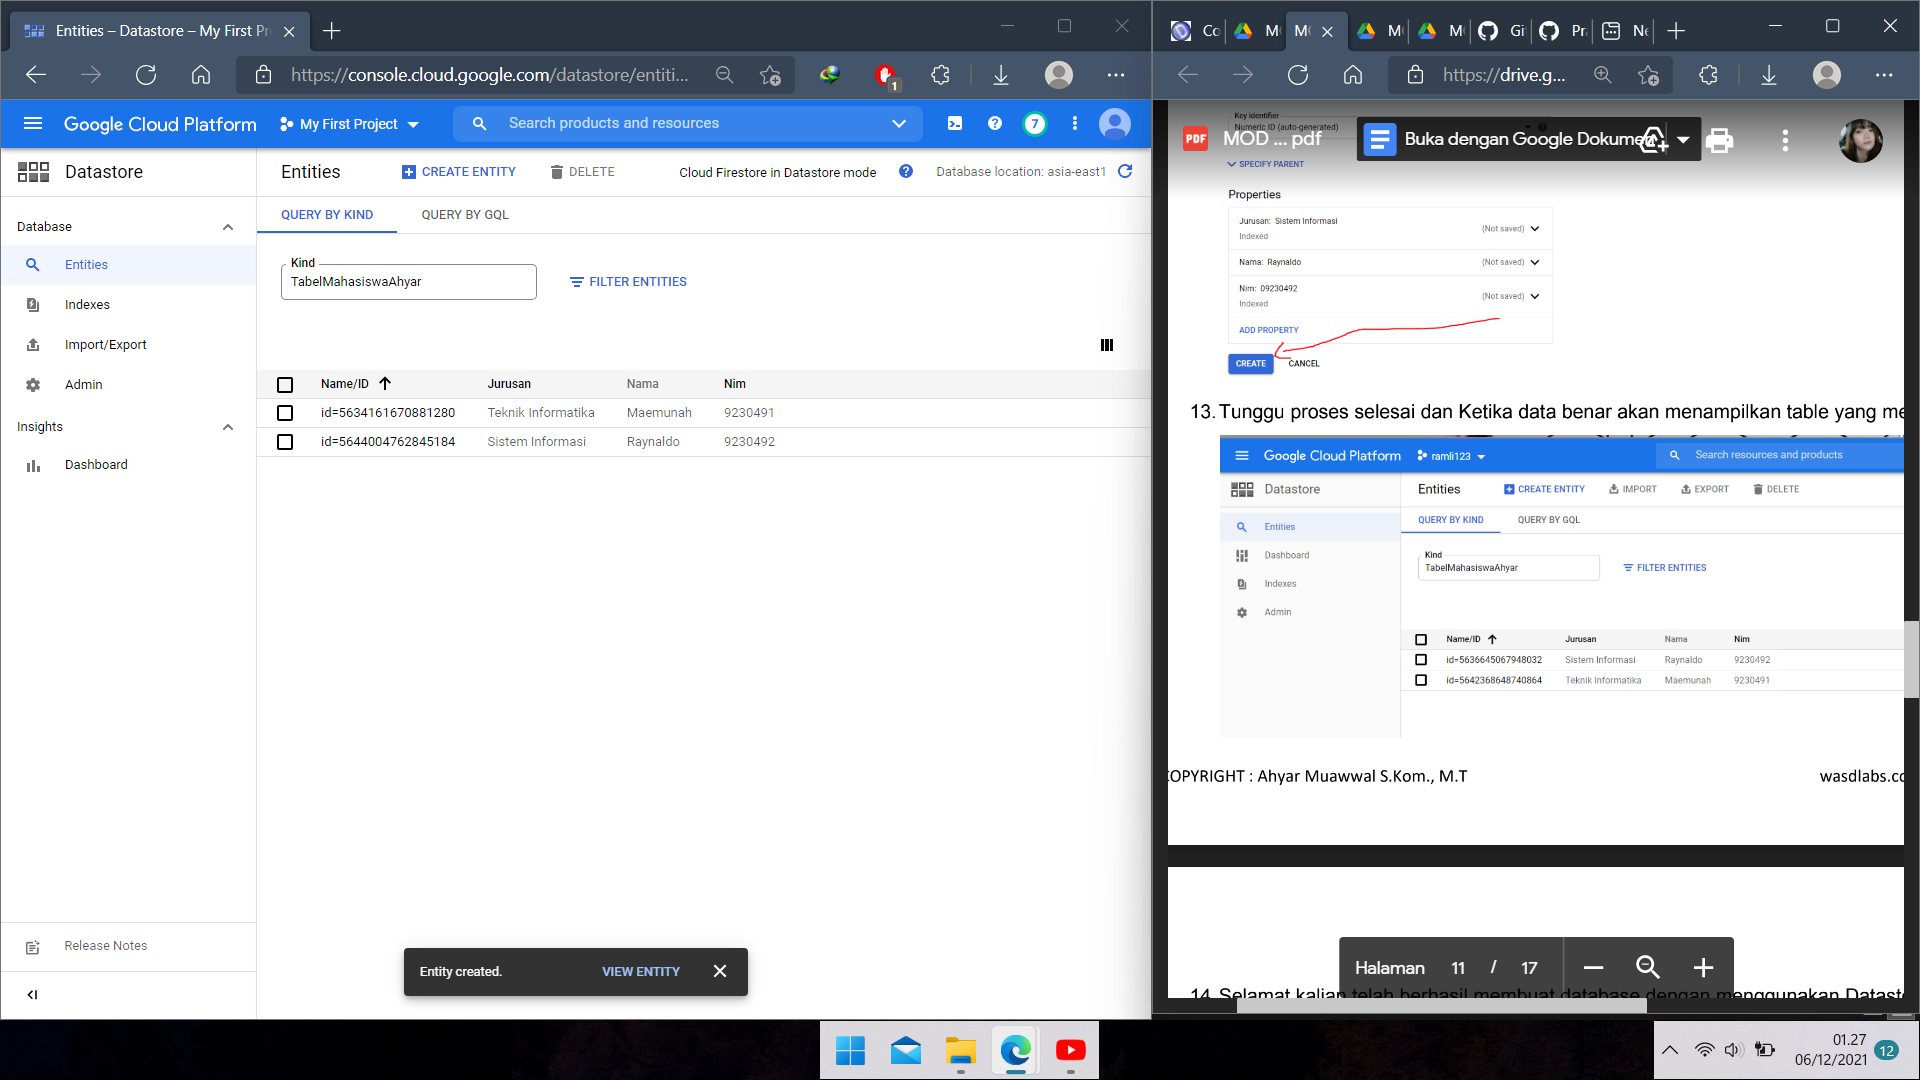 Entities – Datastore – My First Pr
https://console.cloud.google.com/datastore/entiti...
1
Google Cloud Platform
My First Project
Search products and resources
7
Datastore
Entities
CREATE ENTITY
DELETE
Cloud Firestore in Datastore mode
Database location: asia-east1
Database
Entities
Indexes
Import/Export
Admin
Insights
Dashboard
Release Notes
QUERY BY KIND
QUERY BY GQL
Kind
TabelMahasiswaAhyar
FILTER ENTITIES
Name/ID Jurusan Nama Nim
id=5634161670881280 Teknik Informatika Maemunah 9230491
id=5644004762845184 Sistem Informasi Raynaldo 9230492
Entity created.
VIEW ENTITY
Co
https://drive.g...
Key identifier
Numeric ID (auto-generated)
PDF
MOD ... pdf
Buka dengan Google Dokumen
SPECIFY PARENT
Properties
Jurusan: Sistem Informasi
Indexed
(Not saved)
Nama: Raynaldo
(Not saved)
Nim: 09230492
Indexed
(Not saved)
ADD PROPERTY
CREATE
CANCEL
13. Tunggu proses selesai dan Ketika data benar akan menampilkan table yang me
Google Cloud Platform
ramli123
Search resources and products
Datastore
Entities
CREATE ENTITY
IMPORT
EXPORT
DELETE
Entities
Dashboard
Indexes
Admin
QUERY BY KIND
QUERY BY GQL
Kind
TabelMahasiswaAhyar
FILTER ENTITIES
Name/ID Jurusan Nama Nim
id=5636645067948032 Sistem Informasi Raynaldo 9230492
id=5642368648740864 Teknik Informatika Maemunah 9230491
COPYRIGHT : Ahyar Muawwal S.Kom., M.T
wasdlabs.co
Halaman 11 / 17
14. Selamat kalian telah berhasil membuat database dengan menggunakan Datast
01.27
06/12/2021
12